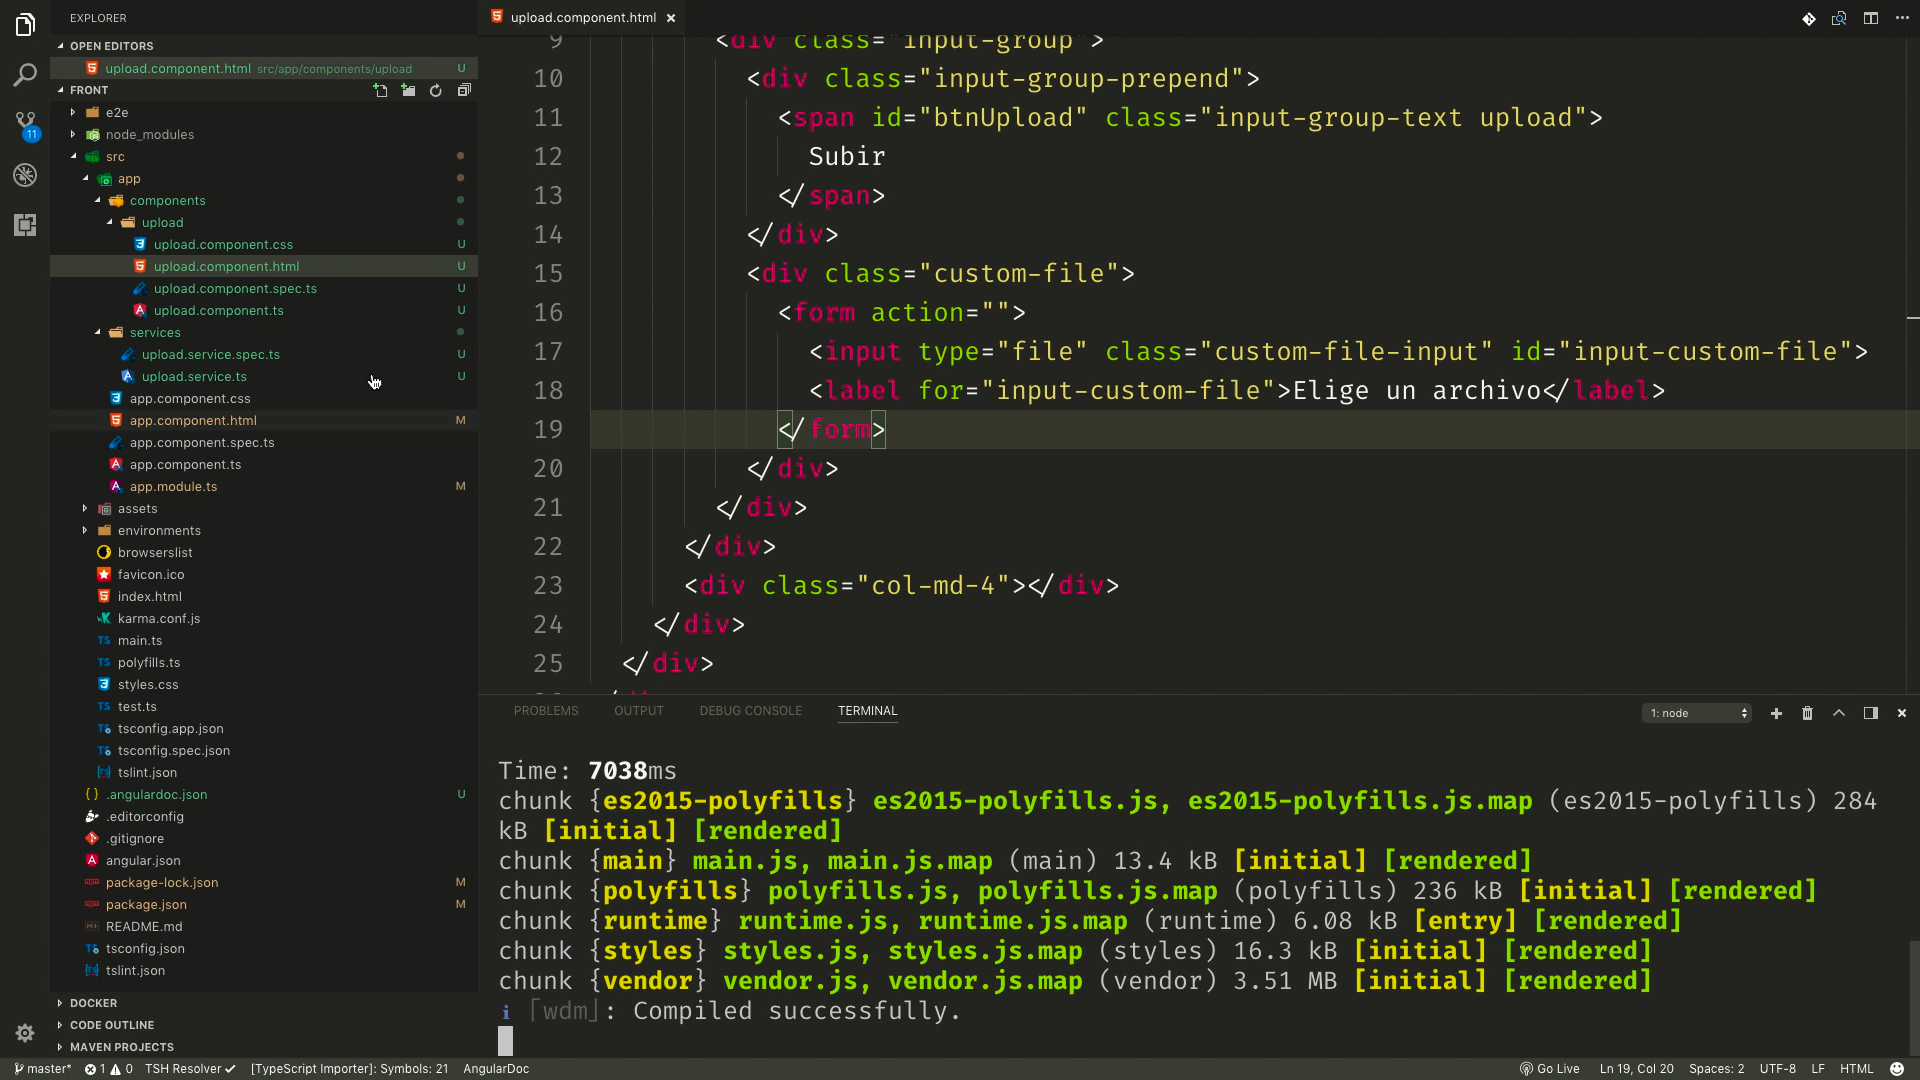 EXPLORER
OPEN EDITORS
upload.component.html src/app/components/upload U
FRONT
e2e
node_modules
src
app
components
upload
upload.component.css U
upload.component.html U
upload.component.spec.ts U
upload.component.ts U
services
upload.service.spec.ts U
upload.service.ts U
app.component.css
app.component.html M
app.component.spec.ts
app.component.ts
app.module.ts M
assets
environments
browserslist
favicon.ico
index.html
karma.conf.js
main.ts
polyfills.ts
styles.css
test.ts
tsconfig.app.json
tsconfig.spec.json
tslint.json
.angulardoc.json U
.editorconfig
.gitignore
angular.json
package-lock.json M
package.json M
README.md
tsconfig.json
tslint.json
DOCKER
CODE OUTLINE
MAVEN PROJECTS
11
upload.component.html
9 <div class="input-group">
10 <div class="input-group-prepend">
11 <span id="btnUpload" class="input-group-text upload">
12 Subir
13 </span>
14 </div>
15 <div class="custom-file">
16 <form action="">
17 <input type="file" class="custom-file-input" id="input-custom-file">
18 <label for="input-custom-file">Elige un archivo</label>
19 </form>
20 </div>
21 </div>
22 </div>
23 <div class="col-md-4"></div>
24 </div>
25 </div>
PROBLEMS OUTPUT DEBUG CONSOLE TERMINAL 1: node
Time: 7038ms
chunk {es2015-polyfills} es2015-polyfills.js, es2015-polyfills.js.map (es2015-polyfills) 284
kB [initial] [rendered]
chunk {main} main.js, main.js.map (main) 13.4 kB [initial] [rendered]
chunk {polyfills} polyfills.js, polyfills.js.map (polyfills) 236 kB [initial] [rendered]
chunk {runtime} runtime.js, runtime.js.map (runtime) 6.08 kB [entry] [rendered]
chunk {styles} styles.js, styles.js.map (styles) 16.3 kB [initial] [rendered]
chunk {vendor} vendor.js, vendor.js.map (vendor) 3.51 MB [initial] [rendered]
ℹ ｢wdm｣: Compiled successfully.
master* 1 0 TSH Resolver ✓ [TypeScript Importer]: Symbols: 21 AngularDoc Go Live Ln 19, Col 20 Spaces: 2 UTF-8 LF HTML